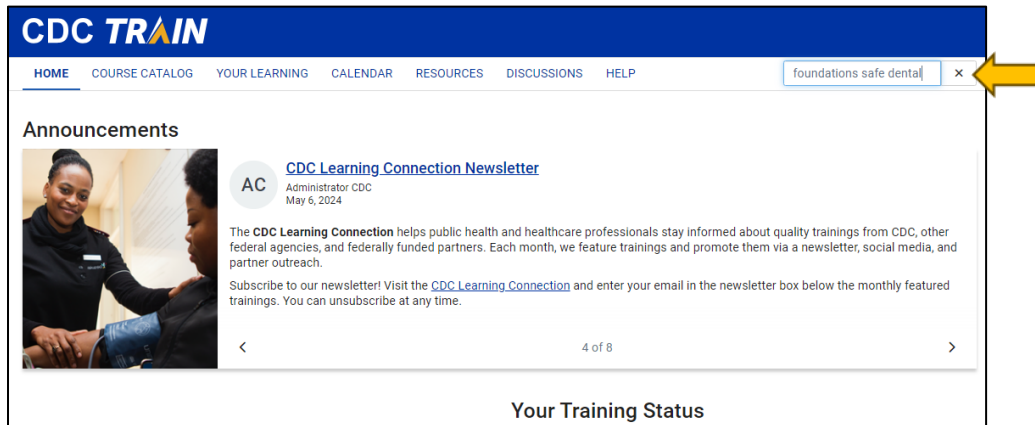 CDC TRAIN
HOME COURSE CATALOG YOUR LEARNING CALENDAR RESOURCES DISCUSSIONS HELP foundations safe dental ×
Announcements
AC
CDC Learning Connection Newsletter
Administrator CDC
May 6, 2024
The CDC Learning Connection helps public health and healthcare professionals stay informed about quality trainings from CDC, other
federal agencies, and federally funded partners. Each month, we feature trainings and promote them via a newsletter, social media, and
partner outreach.
Subscribe to our newsletter! Visit the CDC Learning Connection and enter your email in the newsletter box below the monthly featured
trainings. You can unsubscribe at any time.
< 4 of 8 >
Your Training Status